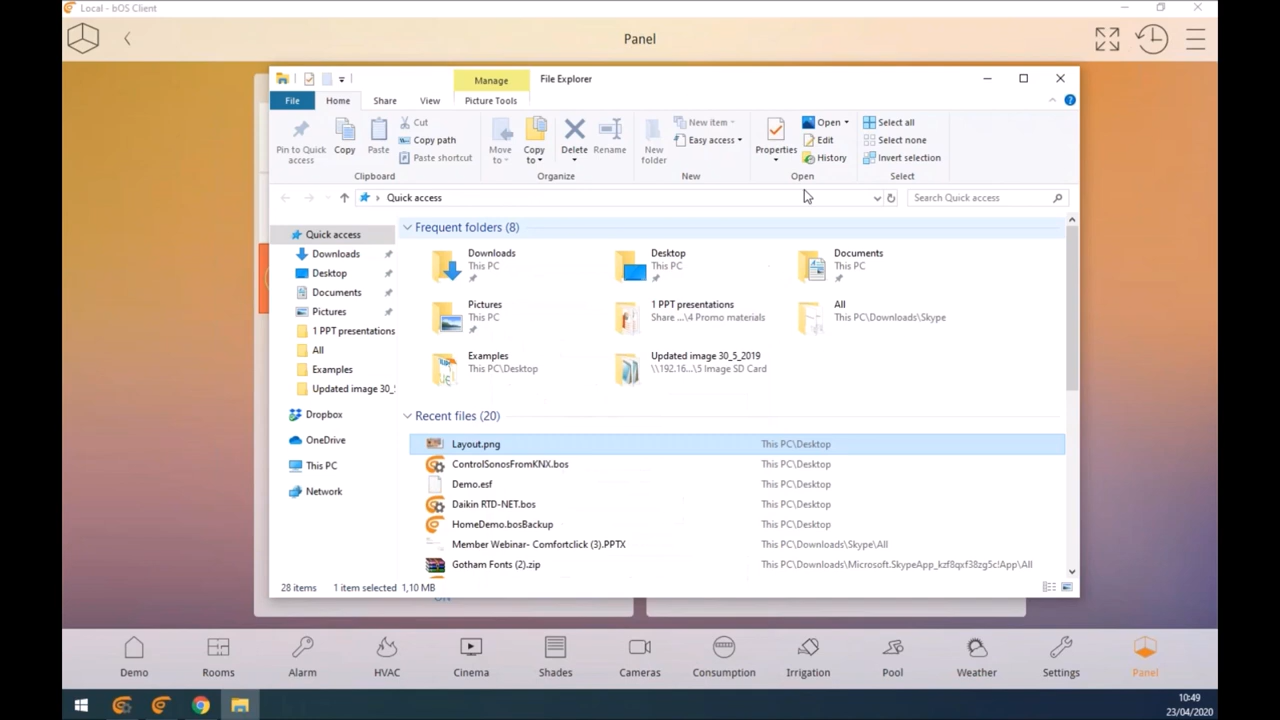 Local - bOS Client
Panel
Manage
File Explorer
File
Home
Share
View
Picture Tools
Pin to Quick access
Copy
Paste
Cut
Copy path
Paste shortcut
Clipboard
Move to
Copy to
Delete
Rename
Organize
New folder
New item
Easy access
New
Properties
Open
Edit
History
Open
Select all
Select none
Invert selection
Select
Quick access
Search Quick access
Quick access
Downloads
Desktop
Documents
Pictures
1 PPT presentations
All
Examples
Updated image 30_5
Dropbox
OneDrive
This PC
Network
Frequent folders (8)
Downloads
This PC
Desktop
This PC
Documents
This PC
Pictures
This PC
1 PPT presentations
Share ...\4 Promo materials
All
This PC\Downloads\Skype
Examples
This PC\Desktop
Updated image 30_5_2019
\\192.16...\5 Image SD Card
Recent files (20)
Layout.png This PC\Desktop
ControlSonosFromKNX.bos This PC\Desktop
Demo.esf This PC\Desktop
Daikin RTD-NET.bos This PC\Desktop
HomeDemo.bosBackup This PC\Desktop
Member Webinar- Comfortclick (3).PPTX This PC\Downloads\Skype\All
Gotham Fonts (2).zip This PC\Downloads\Microsoft.SkypeApp_kzf8qxf38zg5c!App\All
28 items 1 item selected 1,10 MB
ON
Demo
Rooms
Alarm
HVAC
Cinema
Shades
Cameras
Consumption
Irrigation
Pool
Weather
Settings
Panel
10:49
23/04/2020